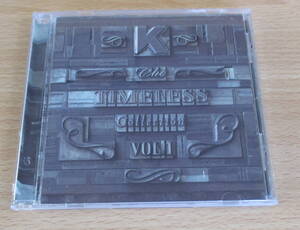 K
The
TIMELESS
Collection
VOL 1